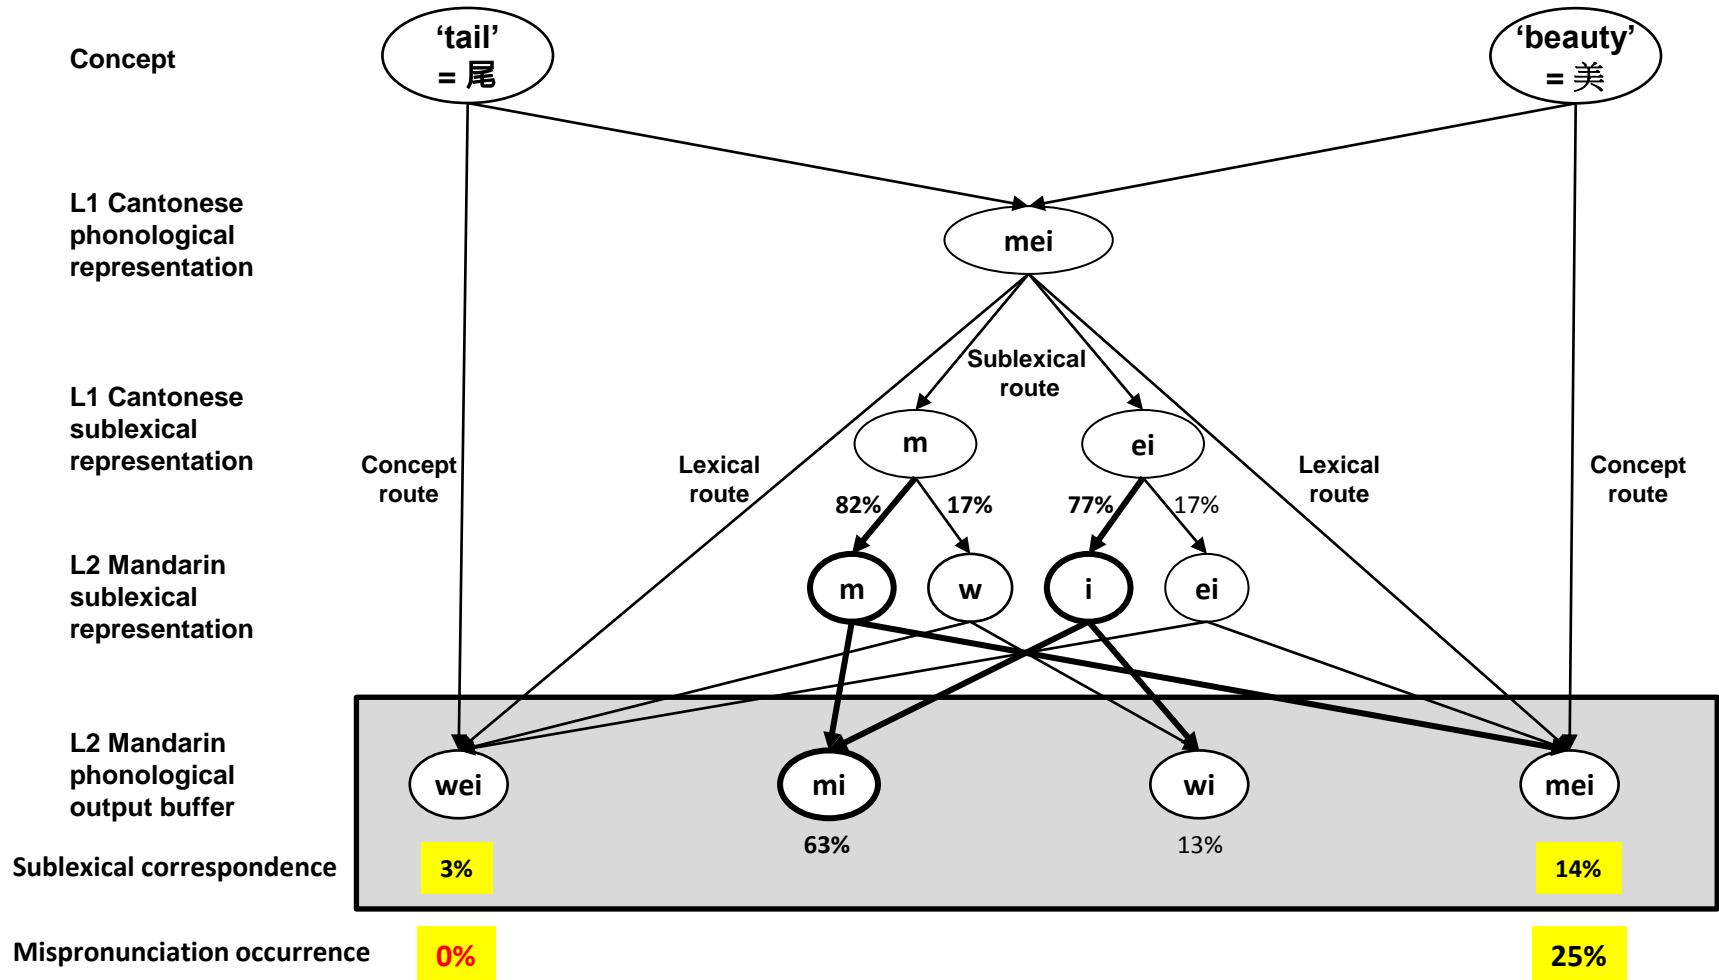 Concept
‘tail’
= 尾
‘beauty’
= 美
L1 Cantonese
phonological
representation
mei
Sublexical
route
L1 Cantonese
sublexical
representation
m
ei
Concept
route
Lexical
route
Lexical
route
Concept
route
82%
17%
77%
17%
L2 Mandarin
sublexical
representation
m
w
i
ei
L2 Mandarin
phonological
output buffer
wei
mi
wi
mei
Sublexical correspondence
3%
63%
13%
14%
Mispronunciation occurrence
0%
25%